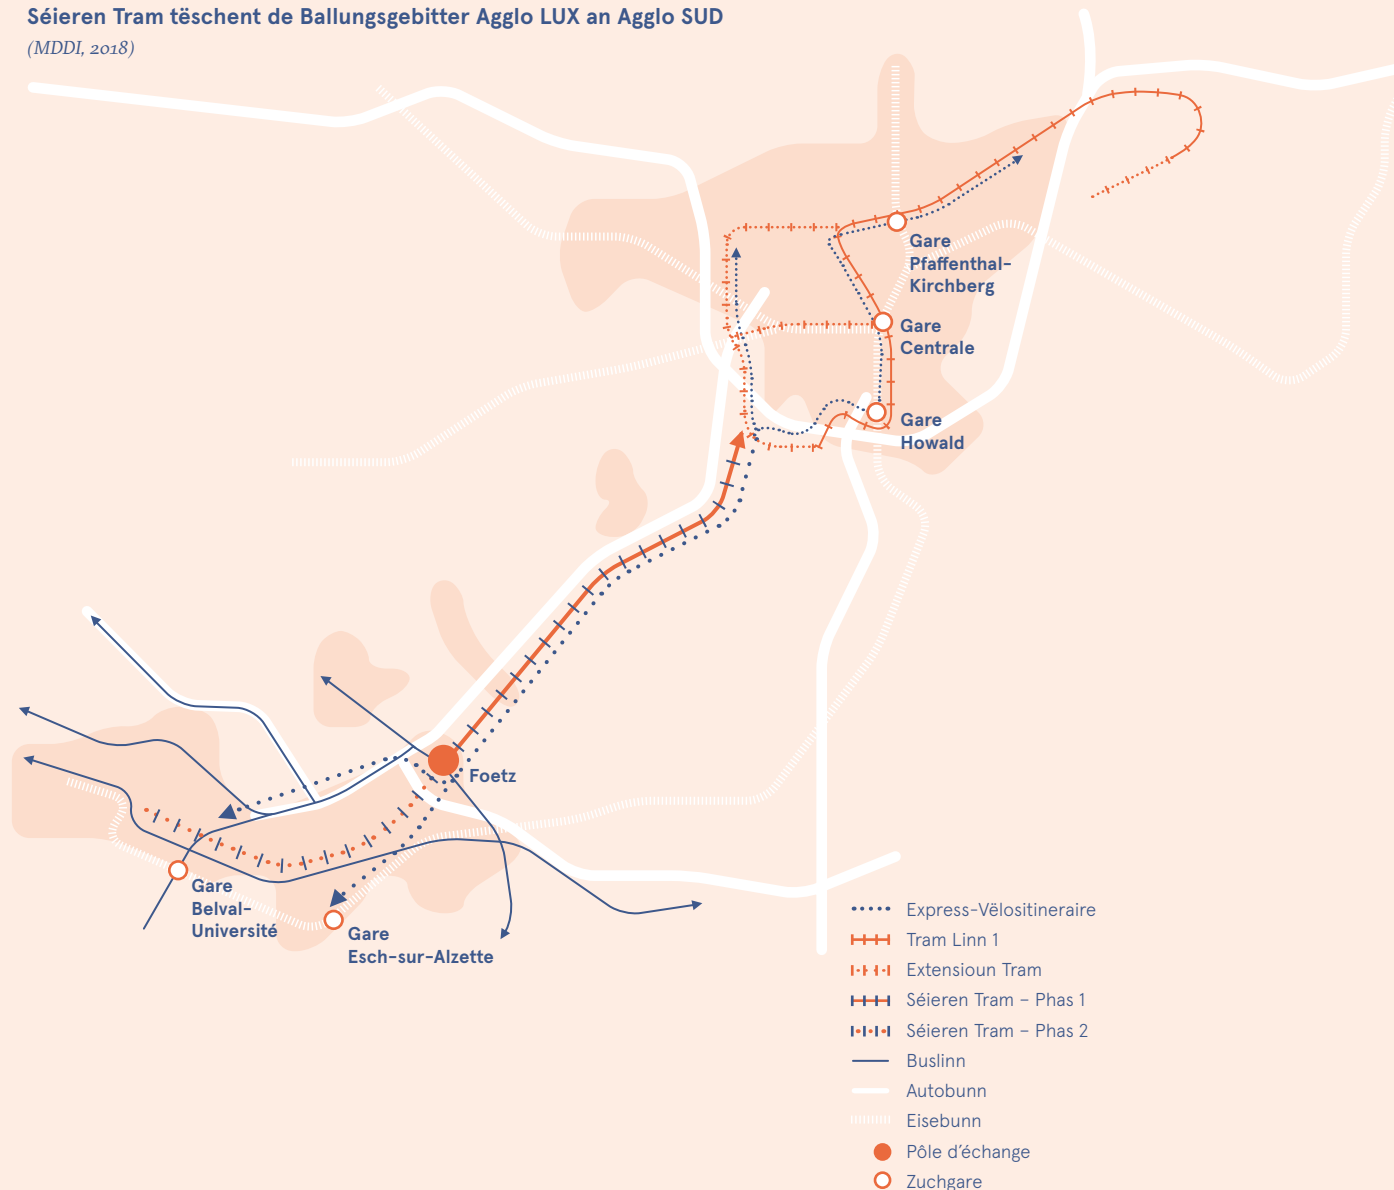 Séieren Tram tëschent de Ballungsgebitter Agglo LUX an Agglo SUD
(MDDI, 2018)
Gare
Pfaffenthal-
Kirchberg
Gare
Centrale
Gare
Howald
Foetz
Gare
Belval-
Université
Gare
Esch-sur-Alzette
Express-Vëlositineraire
Tram Linn 1
Extensioun Tram
Séieren Tram – Phas 1
Séieren Tram – Phas 2
Buslinn
Autobunn
Eisebunn
Pôle d'échange
Zuchgare